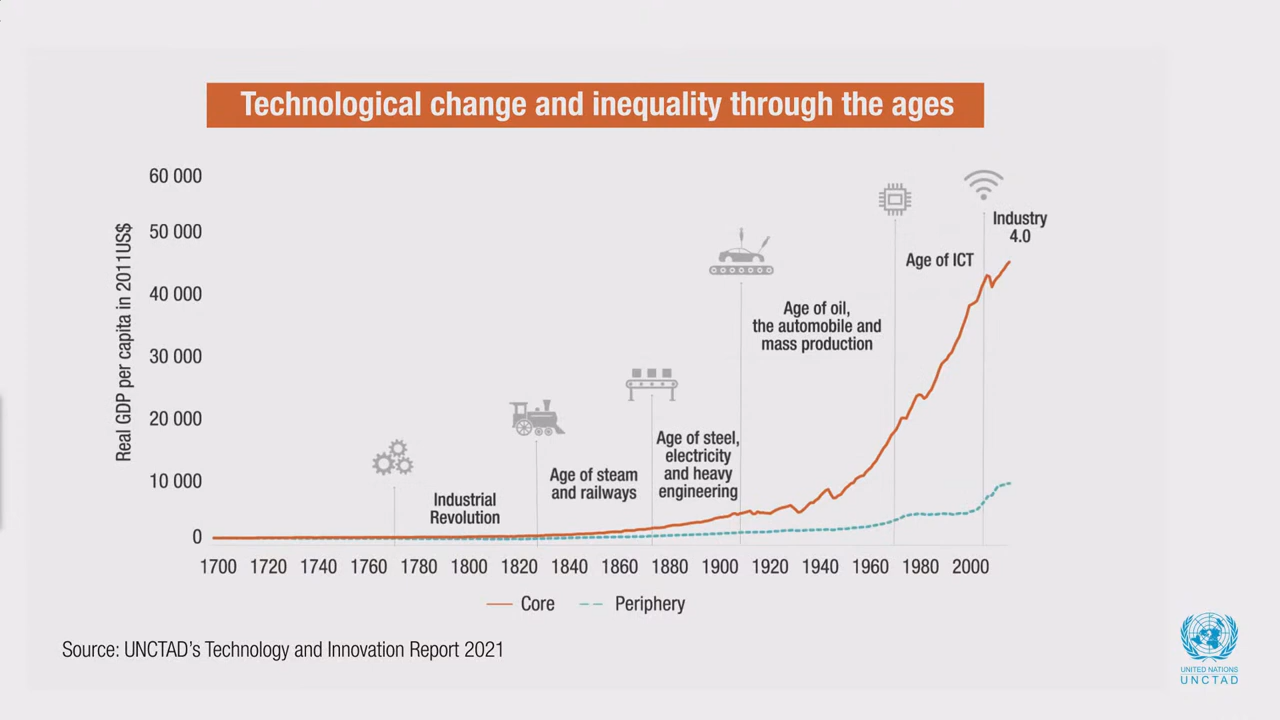 Technological change and inequality through the ages
60 000
50 000
40 000
30 000
20 000
10 000
0
Real GDP per capita in 2011US$
Industrial
Revolution
Age of steam
and railways
Age of steel,
electricity
and heavy
engineering
Age of oil,
the automobile and
mass production
Age of ICT
Industry
4.0
1700 1720 1740 1760 1780 1800 1820 1840 1860 1880 1900 1920 1940 1960 1980 2000
Core Periphery
Source: UNCTAD's Technology and Innovation Report 2021
UNITED NATIONS
UNCTAD